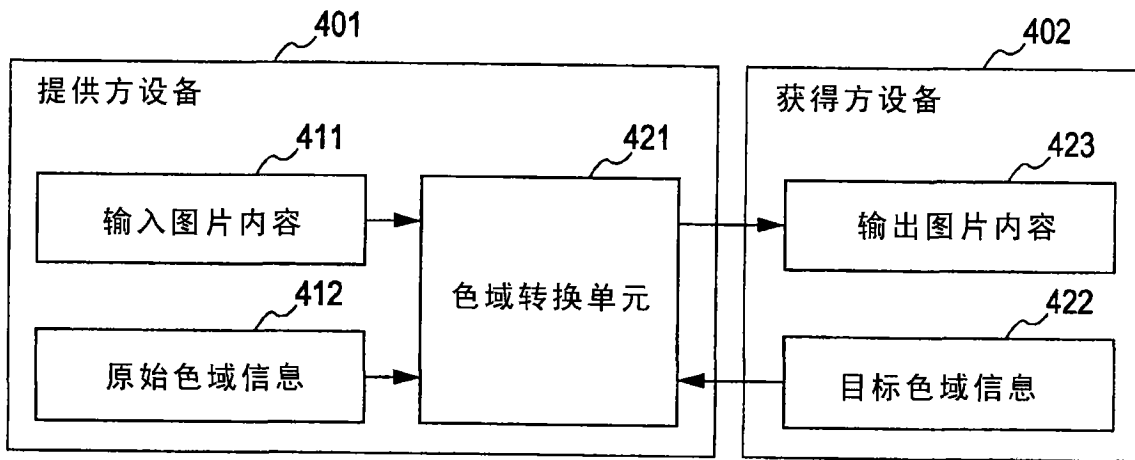 401
402
提供方设备
获得方设备
411
421
423
输入图片内容
输出图片内容
色域转换单元
412
422
原始色域信息
目标色域信息